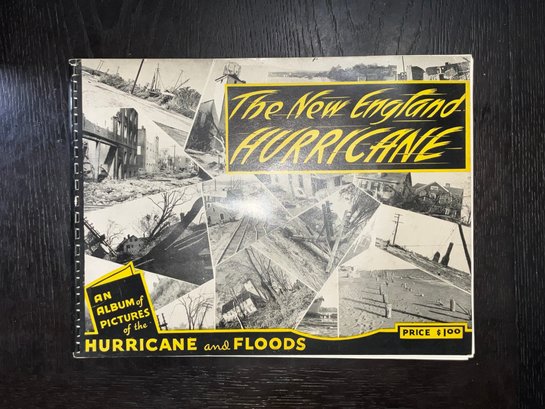 The New England
HURRICANE
AN
ALBUM of
PICTURES
of the
HURRICANE and FLOODS
PRICE $1.00